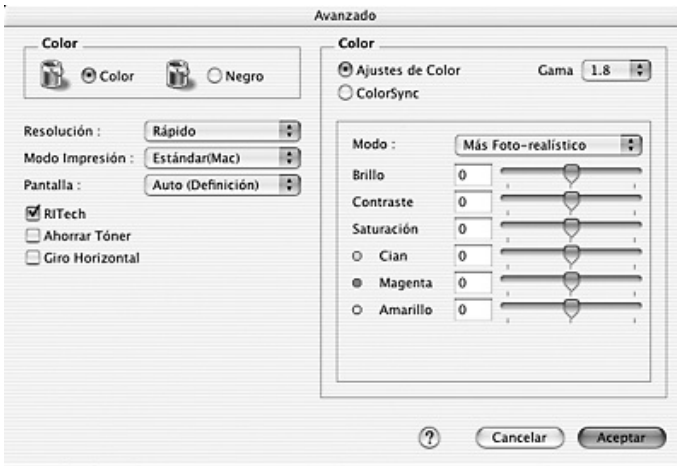 Avanzado
Color
Color
Negro
Resolución :
Rápido
Modo Impresión :
Estándar(Mac)
Pantalla :
Auto (Definición)
RITech
Ahorrar Tóner
Giro Horizontal
Color
Ajustes de Color
Gama
1.8
ColorSync
Modo :
Más Foto-realístico
Brillo
0
Contraste
0
Saturación
0
Cian
0
Magenta
0
Amarillo
0
?
Cancelar
Aceptar